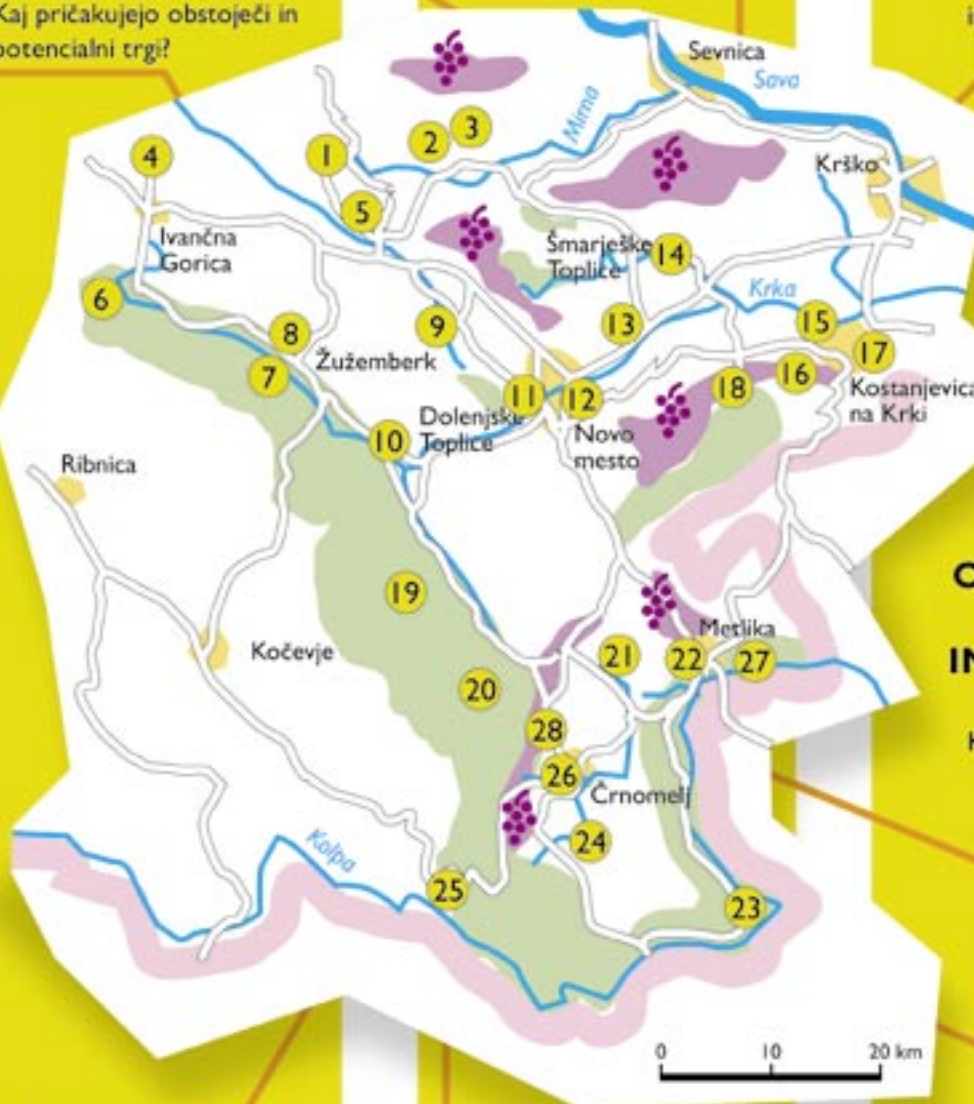 Kaj pričakujejo obstoječi in
potencialni trgi?
Sevnica
Sava
Mirna
2
3
4
1
Krško
5
Ivančna
Gorica
Šmarješke
Toplice
14
6
Krka
8
9
13
15
Žužemberk
7
17
16
18
11
12
Kostanjevica
na Krki
Dolenjske
Toplice
10
Novo
mesto
Ribnica
19
Metlika
Kočevje
21
22
27
20
28
26
Črnomelj
24
Kolpa
25
23
0
10
20 km